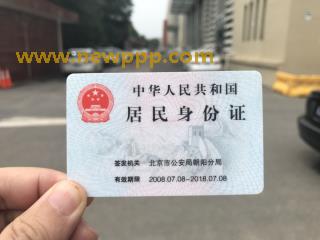 www.newppp.com
中华人民共和国
居民身份证
签发机关 北京市公安局朝阳分局
有效期限 2008.07.08-2018.07.08